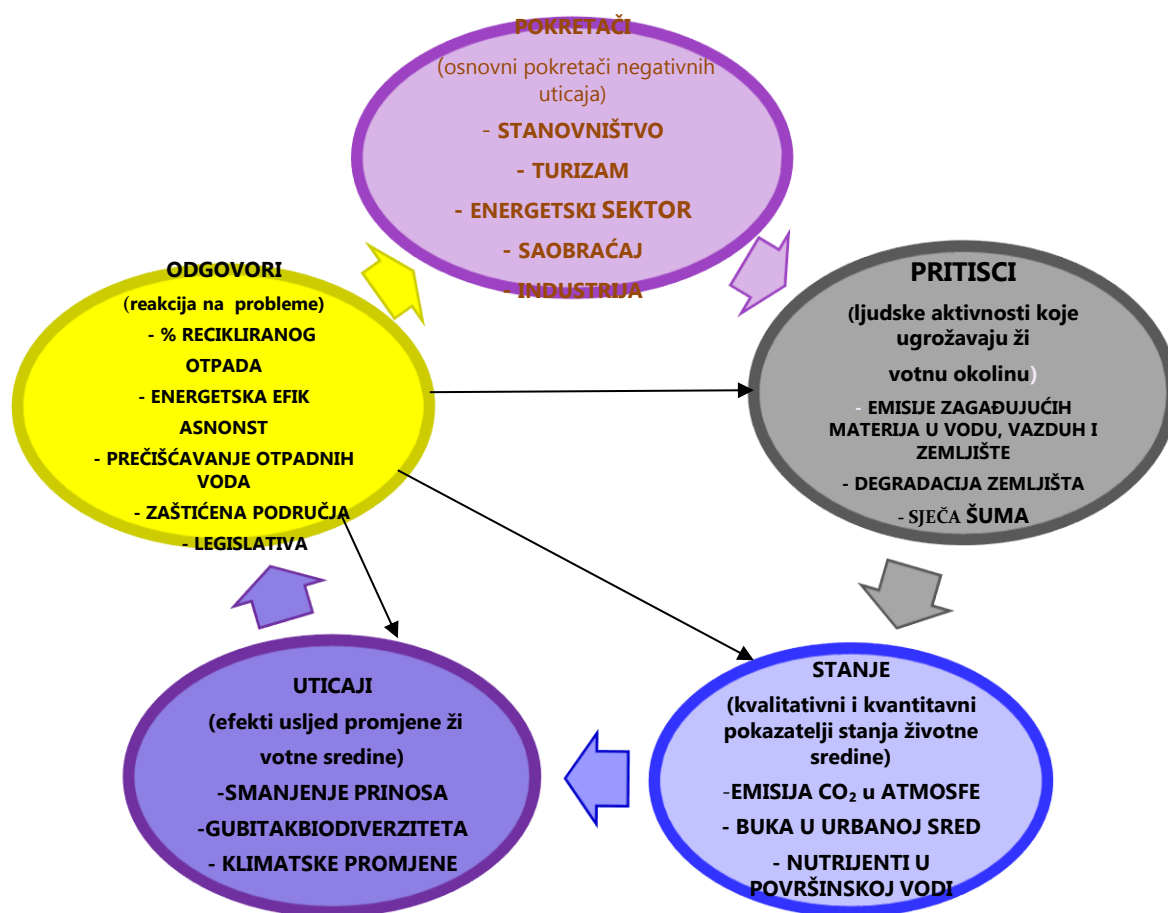 POKRETAČI
(osnovni pokretači negativnih
uticaja)
- STANOVNIŠTVO
- TURIZAM
- ENERGETSKI SEKTOR
- SAOBRAĆAJ
- INDUSTRIJA
ODGOVORI
(reakcija na probleme)
- % RECIKLIRANOG
OTPADA
- ENERGETSKA EFIK
ASNONST
- PREČIŠĆAVANJE OTPADNIH
VODA
- ZAŠTIĆENA PODRUČJA
- LEGISLATIVA
PRITISCI
(ljudske aktivnosti koje
ugrožavaju ži
votnu okolinu)
- EMISIJE ZAGAĐUJUĆIH
MATERIJA U VODU, VAZDUH I
ZEMLJIŠTE
- DEGRADACIJA ZEMLJIŠTA
- SJEČA ŠUMA
UTICAJI
(efekti usljed promjene ži
votne sredine)
-SMANJENJE PRINOSA
-GUBITAKBIODIVERZITETA
- KLIMATSKE PROMJENE
STANJE
(kvalitativni i kvantitavni
pokazatelji stanja životne
sredine)
-EMISIJA CO₂ u ATMOSFE
- BUKA U URBANOJ SRED
- NUTRIJENTI U
POVRŠINSKOJ VODI